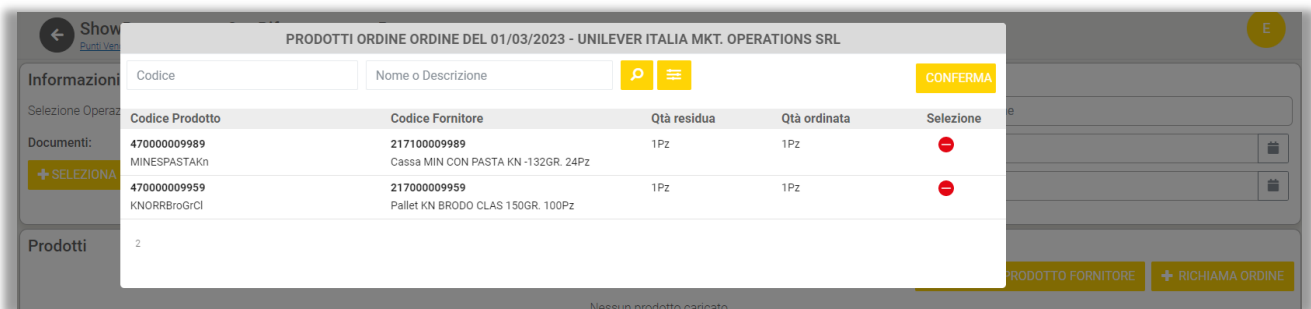 Show
Punti Ven
E
PRODOTTI ORDINE ORDINE DEL 01/03/2023 - UNILEVER ITALIA MKT. OPERATIONS SRL
Informazioni
Codice
Nome o Descrizione
CONFERMA
Selezione Operaz
ne
Codice Prodotto Codice Fornitore Qtà residua Qtà ordinata Selezione
Documenti:
470000009989 217100009989 1Pz 1Pz
MINESPASTAKn Cassa MIN CON PASTA KN -132GR. 24Pz
+ SELEZIONA
470000009959 217000009959 1Pz 1Pz
KNORRBroGrCl Pallet KN BRODO CLAS 150GR. 100Pz
Prodotti
2
PRODOTTO FORNITORE
+ RICHIAMA ORDINE
Nessun prodotto caricato